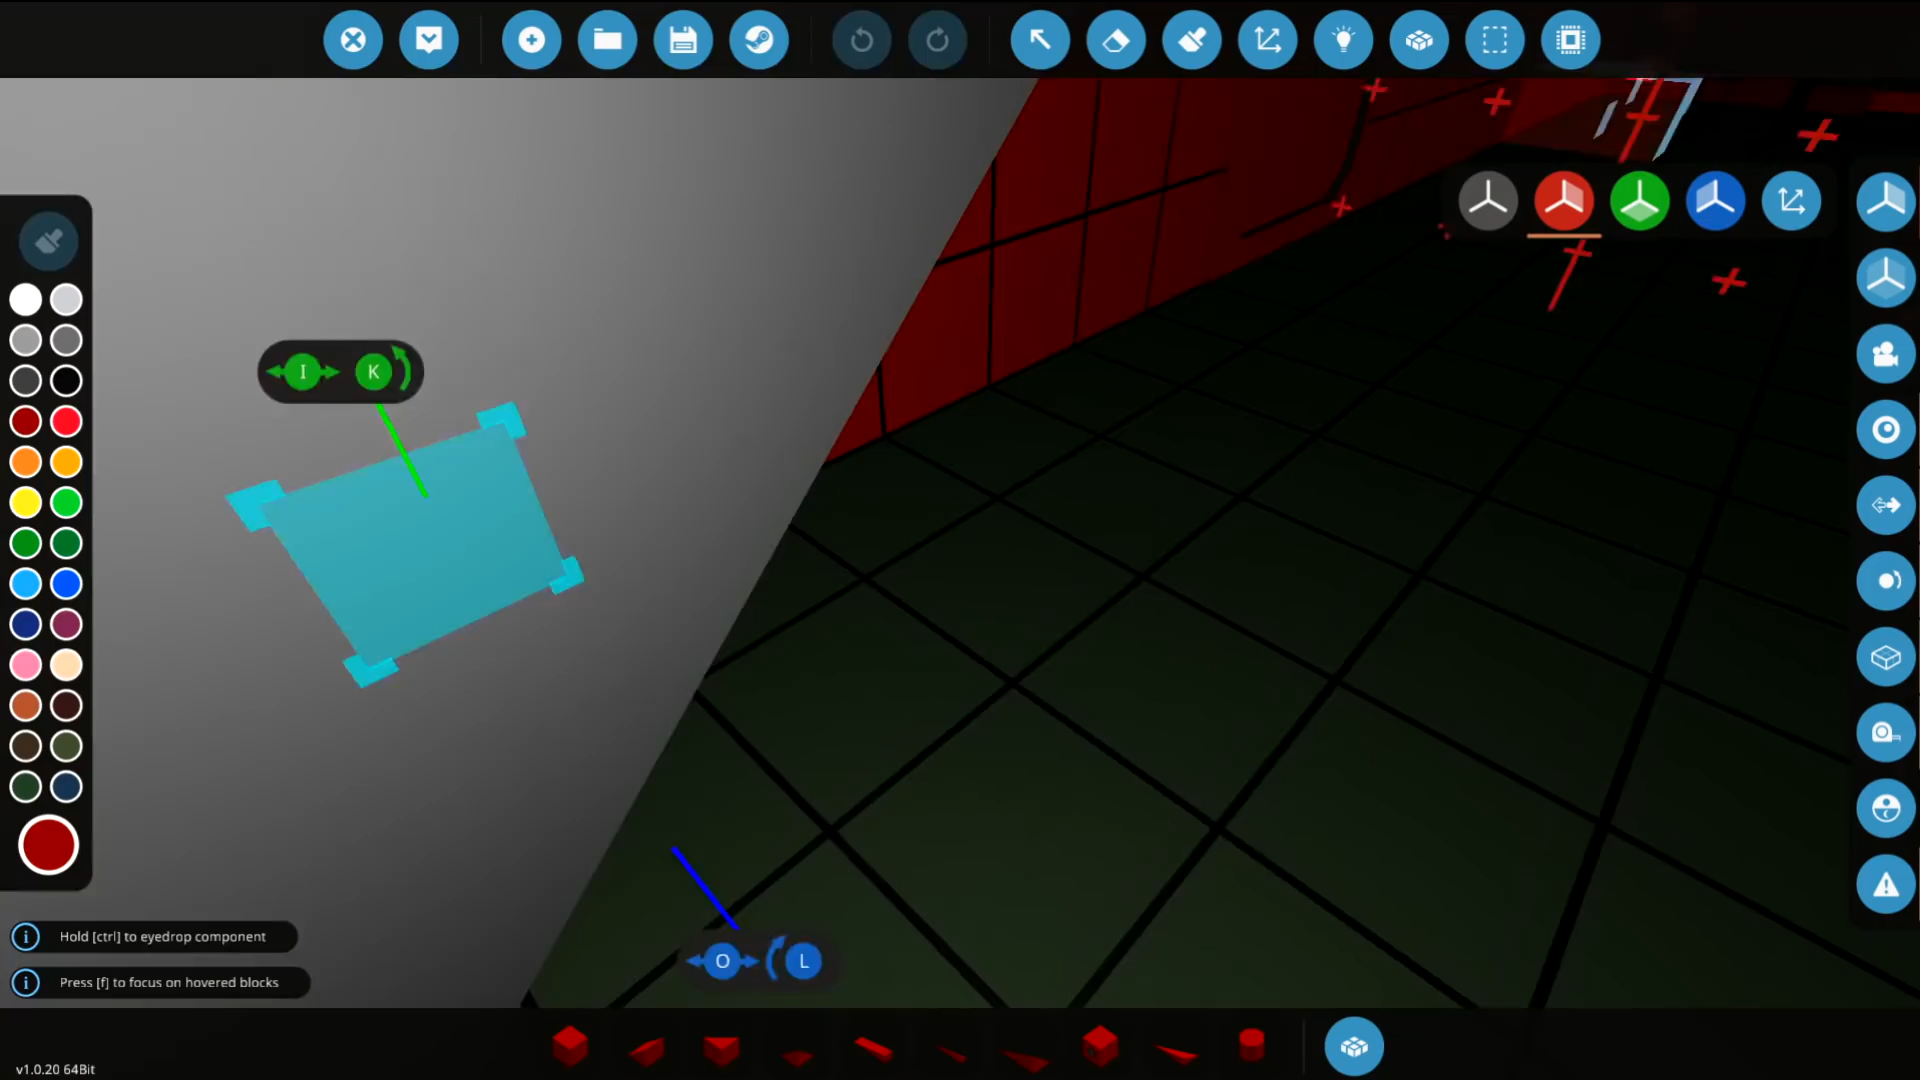 I K
O L
Hold [ctrl] to eyedrop component
Press [f] to focus on hovered blocks
v1.0.20 64Bit